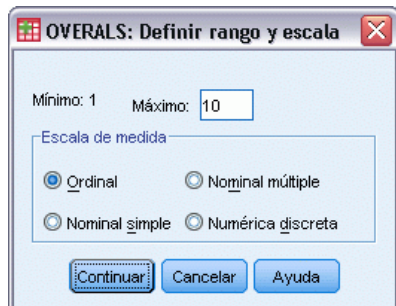 OVERALS: Definir rango y escala
Mínimo: 1 Máximo: 10
Escala de medida
Ordinal Nominal múltiple
Nominal simple Numérica discreta
Continuar Cancelar Ayuda